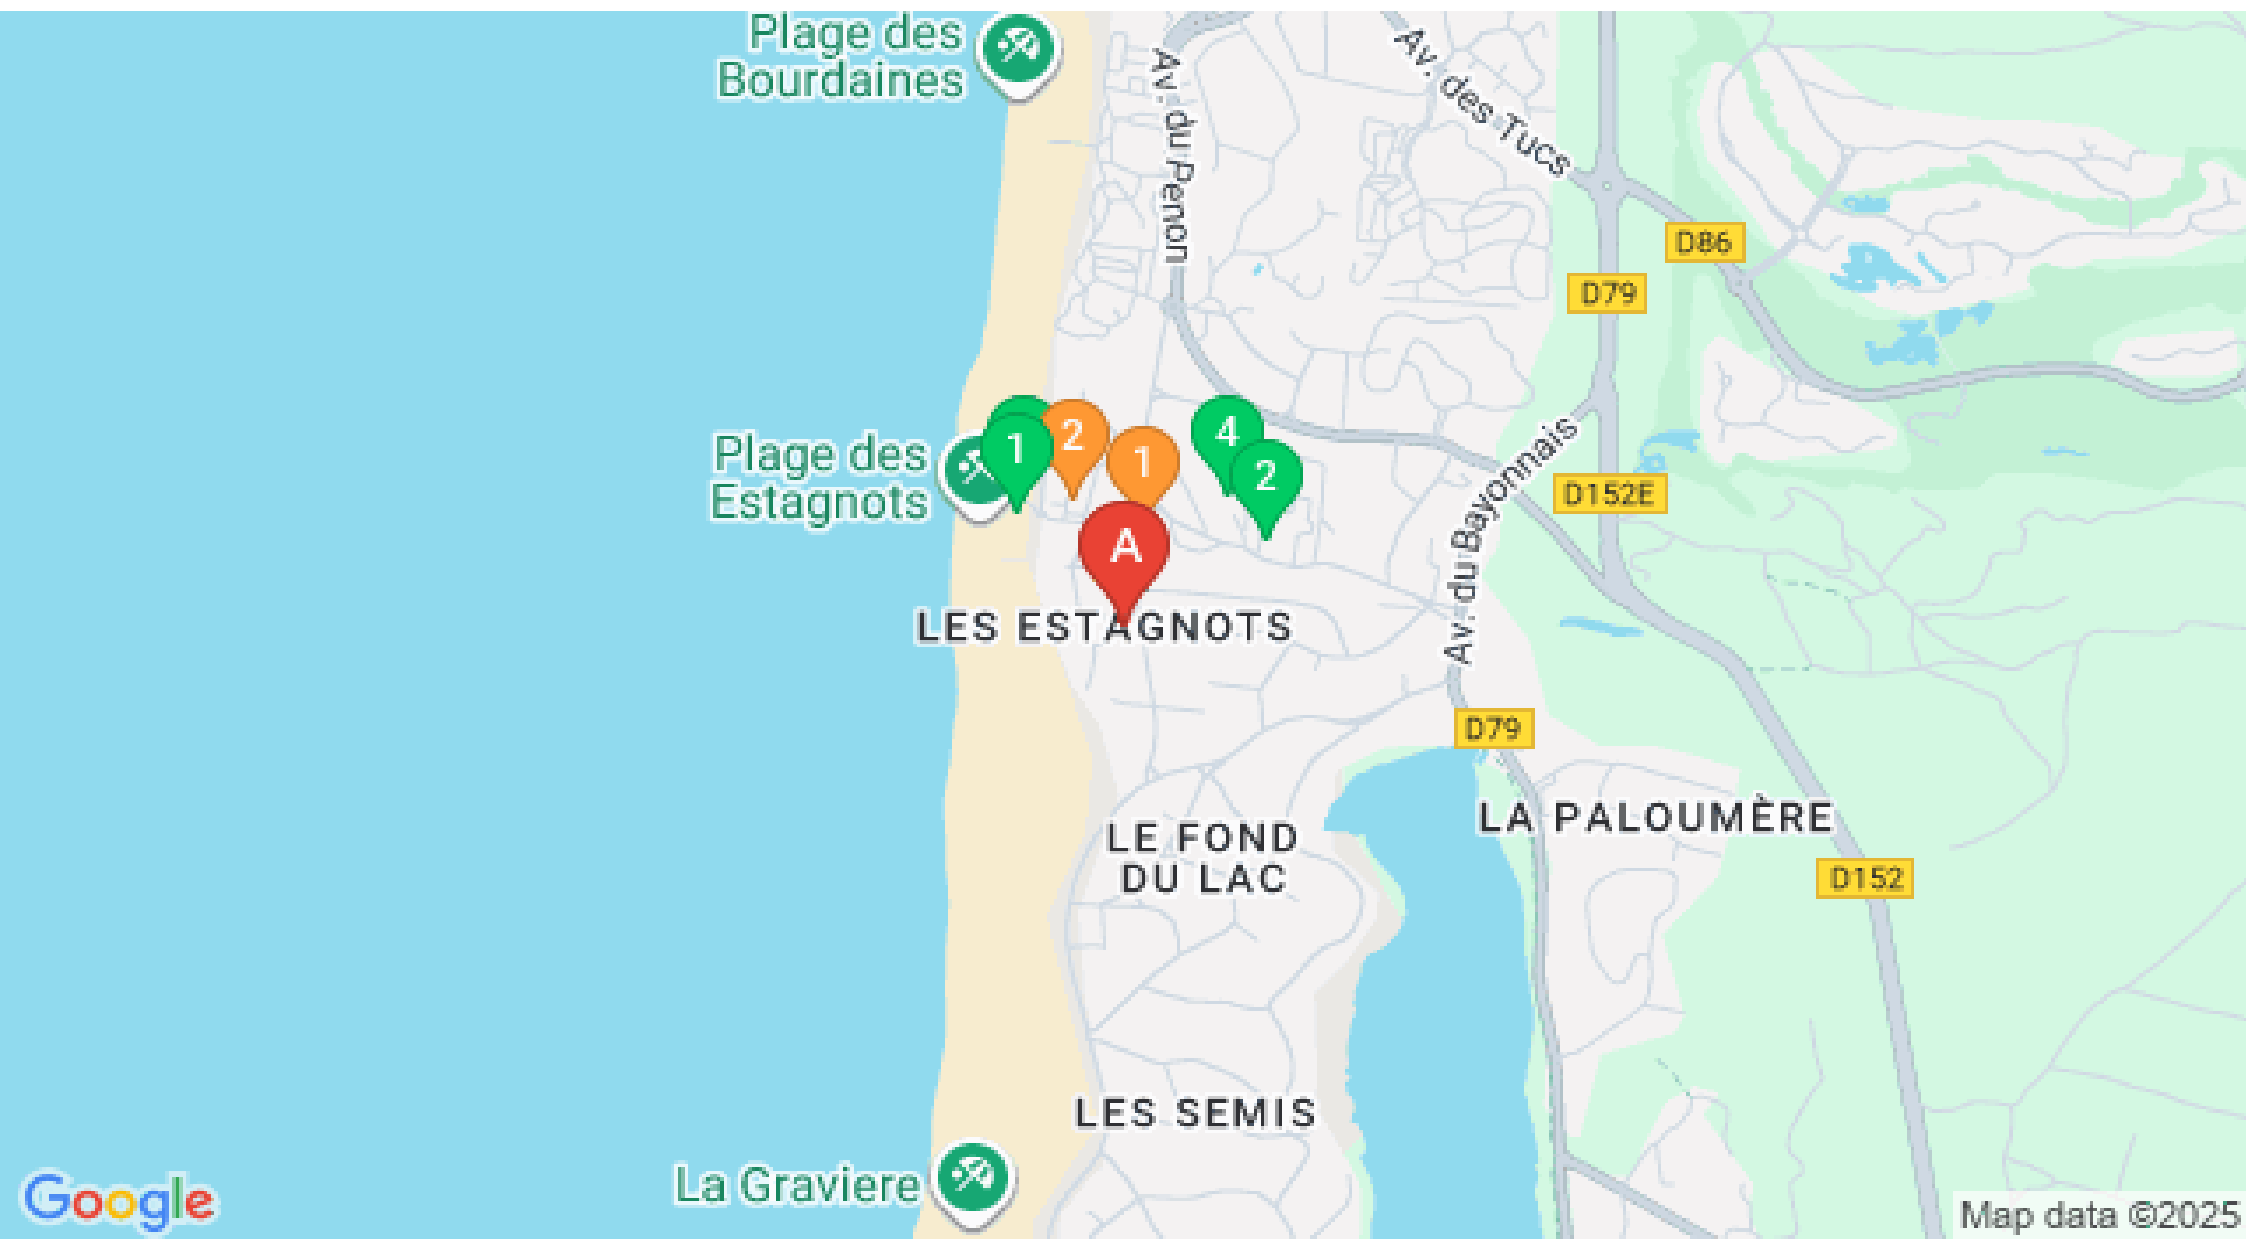 Plage des
Bourdaines
Av. du Penon
Av. des Tucs
D86
D79
Plage des
Estagnots
1
2
1
4
2
A
D152E
Av. du Bayonnais
LES ESTAGNOTS
D79
LA PALOUMÈRE
LE FOND
DU LAC
D152
LES SEMIS
La Graviere
Google
Map data ©2025